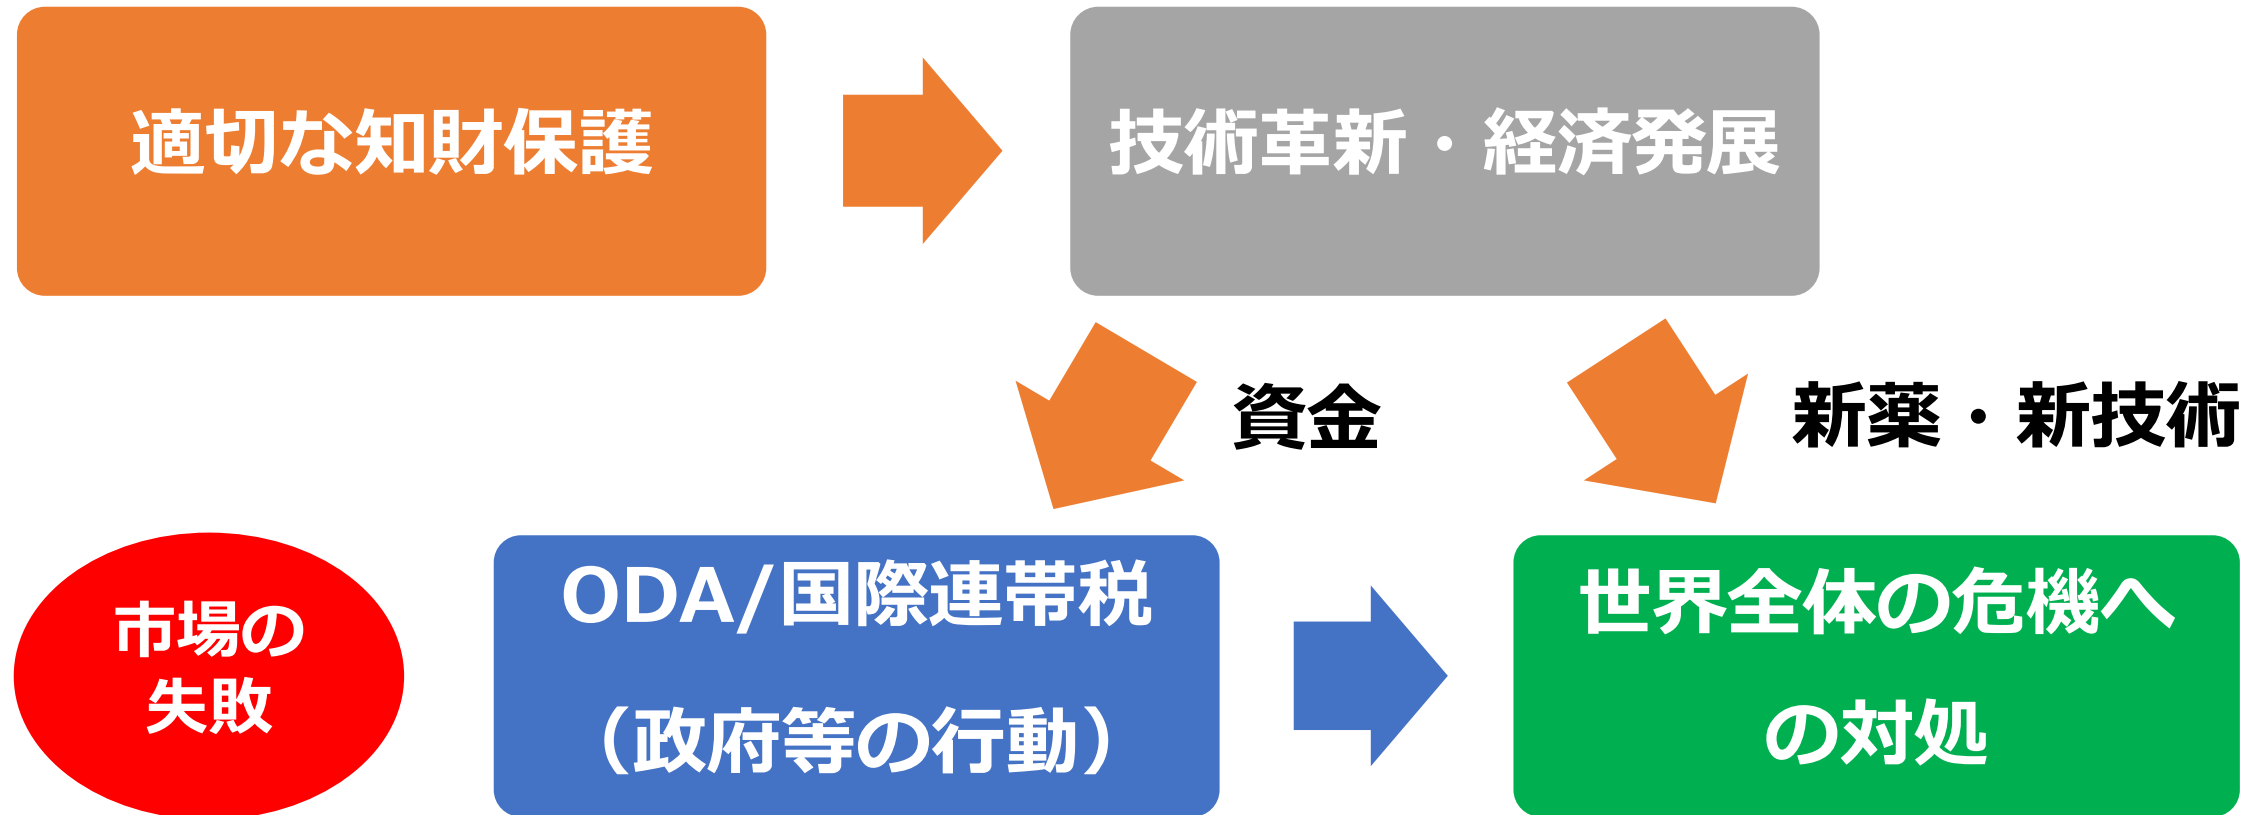 適切な知財保護
技術革新・経済発展
資金
新薬・新技術
市場の
失敗
ODA/国際連帯税
（政府等の行動）
世界全体の危機へ
の対処